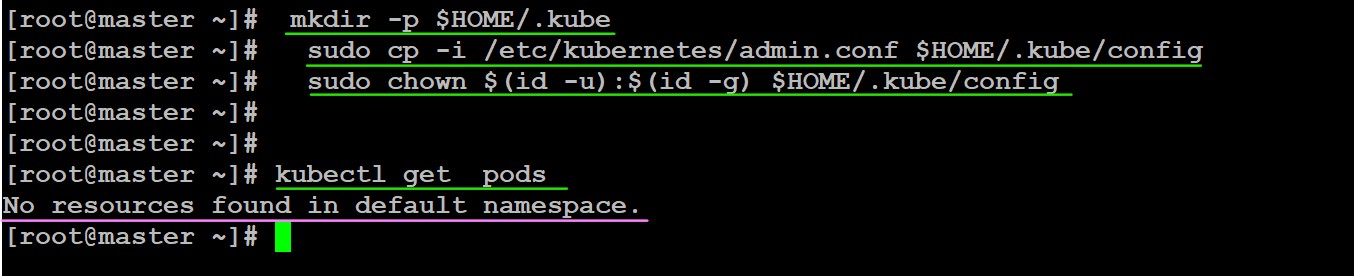 [root@master ~]#  mkdir -p $HOME/.kube
[root@master ~]#   sudo cp -i /etc/kubernetes/admin.conf $HOME/.kube/config
[root@master ~]#   sudo chown $(id -u):$(id -g) $HOME/.kube/config
[root@master ~]#
[root@master ~]#
[root@master ~]# kubectl get  pods
No resources found in default namespace.
[root@master ~]#